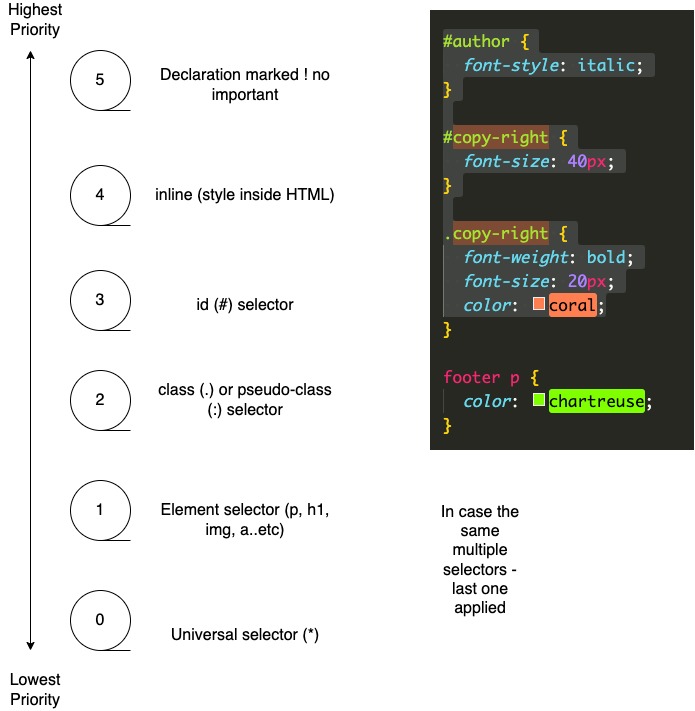 Highest
Priority
5
Declaration marked ! no
important
4
inline (style inside HTML)
3
id (#) selector
2
class (.) or pseudo-class
(:) selector
1
Element selector (p, h1,
img, a..etc)
0
Universal selector (*)
Lowest
Priority
#author {
font-style: italic;
}
#copy-right {
font-size: 40px;
}
.copy-right {
font-weight: bold;
font-size: 20px;
color: coral;
}
footer p {
color: chartreuse;
}
In case the
same
multiple
selectors -
last one
applied